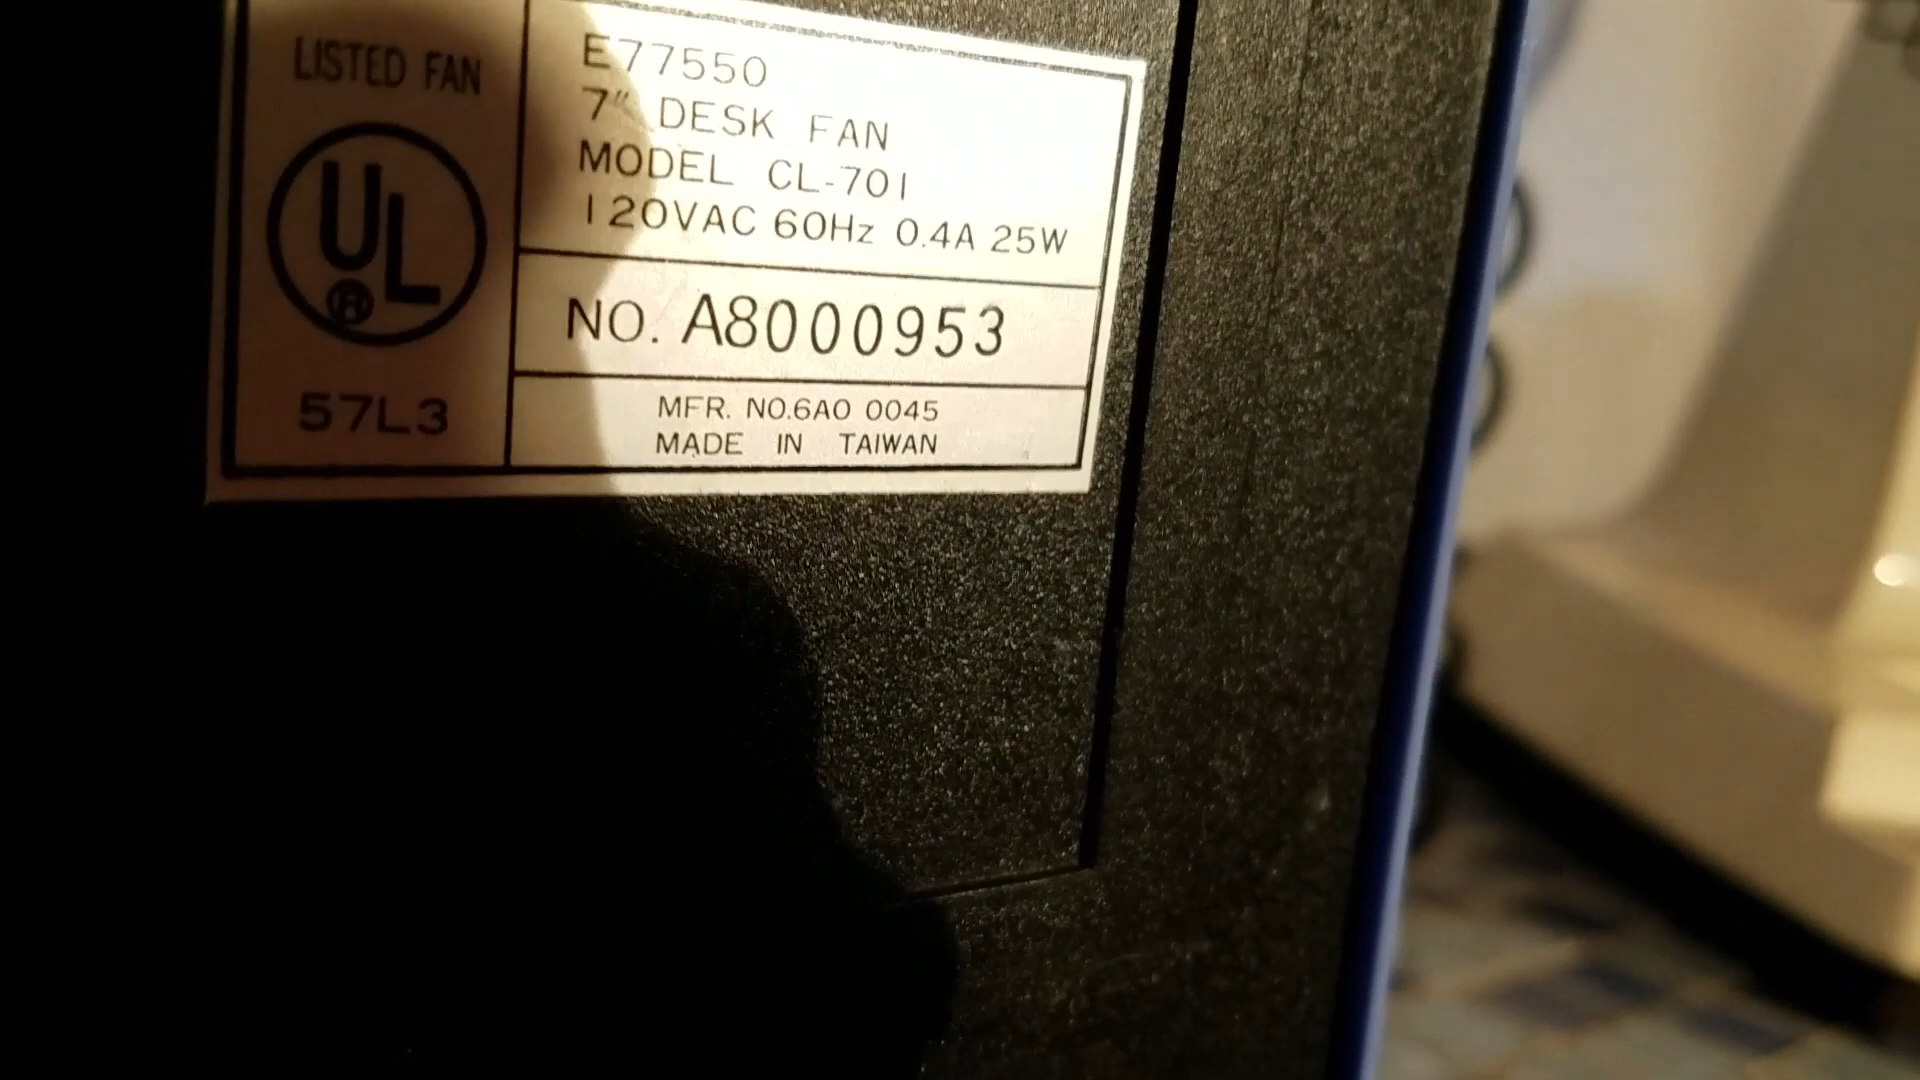 LISTED FAN
UL
®
57L3
E77550
7" DESK FAN
MODEL CL-701
120VAC 60Hz 0.4A 25W
NO. A8000953
MFR. NO.6A0 0045
MADE IN TAIWAN